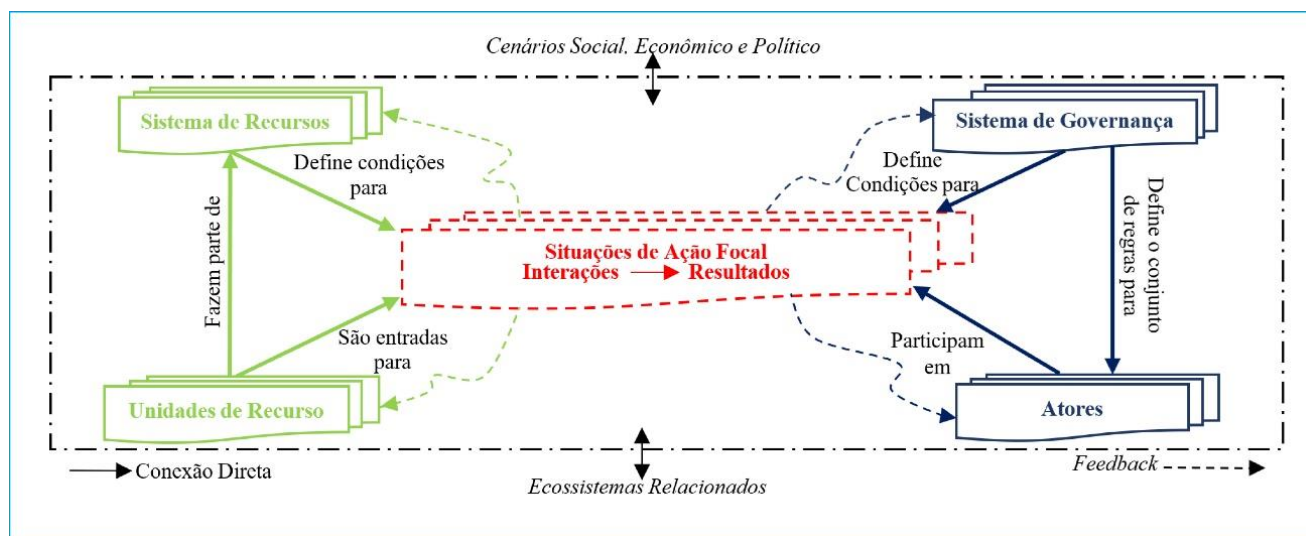 Cenários Social, Econômico e Político
Sistema de Recursos
Sistema de Governança
Define condições
para
Define
Condições para
Fazem parte de
Situações de Ação Focal
Interações
Resultados
Define o conjunto
de regras para
São entradas
para
Participam
em
Unidades de Recurso
Atores
Conexão Direta
Ecossistemas Relacionados
Feedback